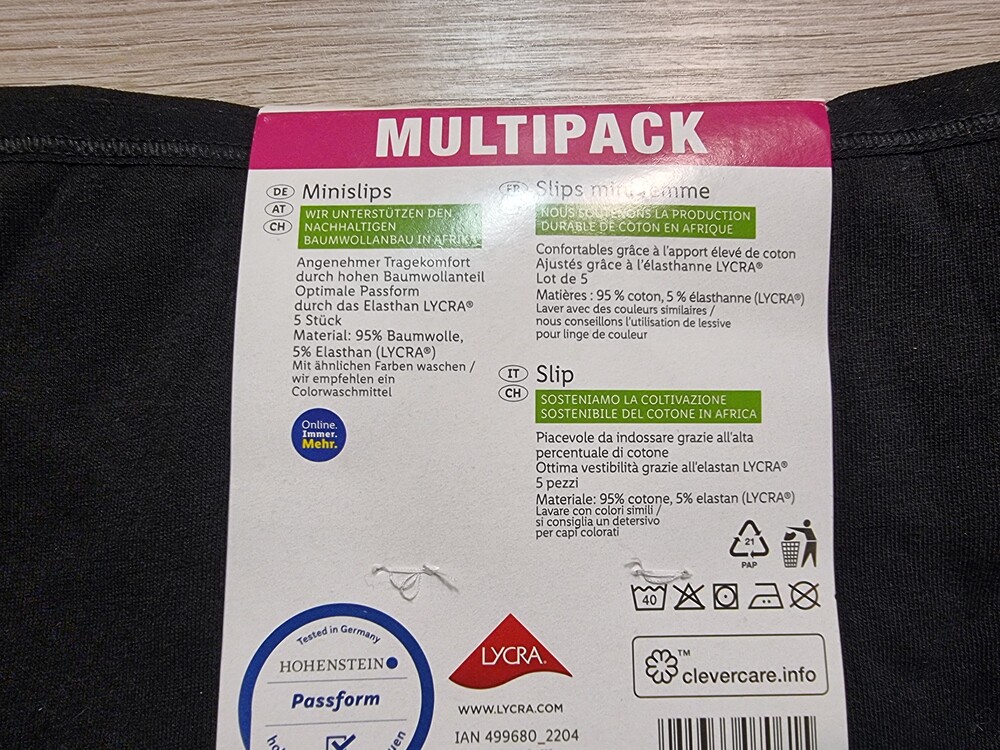 MULTIPACK
DE
AT
CH
Minislips
WIR UNTERSTÜTZEN DEN
NACHHALTIGEN
BAUMWOLLANBAU IN AFRIKA
Angenehmer Tragekomfort
durch hohen Baumwollanteil
Optimale Passform
durch das Elasthan LYCRA®
5 Stück
Material: 95% Baumwolle,
5% Elasthan (LYCRA®)
Mit ähnlichen Farben waschen /
wir empfehlen ein
Colorwaschmittel
Online.
Immer.
Mehr.
FR
Slips mini femme
NOUS SOUTENONS LA PRODUCTION
DURABLE DE COTON EN AFRIQUE
Confortables grâce à l'apport élevé de coton
Ajustés grâce à l'élasthanne LYCRA®
Lot de 5
Matières : 95 % coton, 5 % élasthanne (LYCRA®)
Laver avec des couleurs similaires /
nous conseillons l'utilisation de lessive
pour linge de couleur
IT
CH
Slip
SOSTENIAMO LA COLTIVAZIONE
SOSTENIBILE DEL COTONE IN AFRICA
Piacevole da indossare grazie all'alta
percentuale di cotone
Ottima vestibilità grazie all'elastan LYCRA®
5 pezzi
Materiale: 95% cotone, 5% elastan (LYCRA®)
Lavare con colori simili /
si consiglia un detersivo
per capi colorati
21
PAP
40
Tested in Germany
HOHENSTEIN
Passform
LYCRA®
WWW.LYCRA.COM
IAN 499680_2204
™
clevercare.info